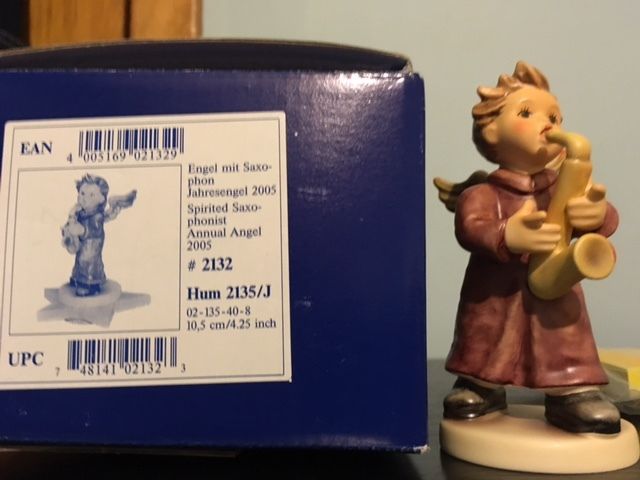 EAN
4 005169 021329
Engel mit Saxo-
phon
Jahresengel 2005
Spirited Saxo-
phonist
Annual Angel
2005
# 2132
Hum 2135/J
02-135-40-8
10,5 cm/4.25 inch
UPC
7 48141 02132 3